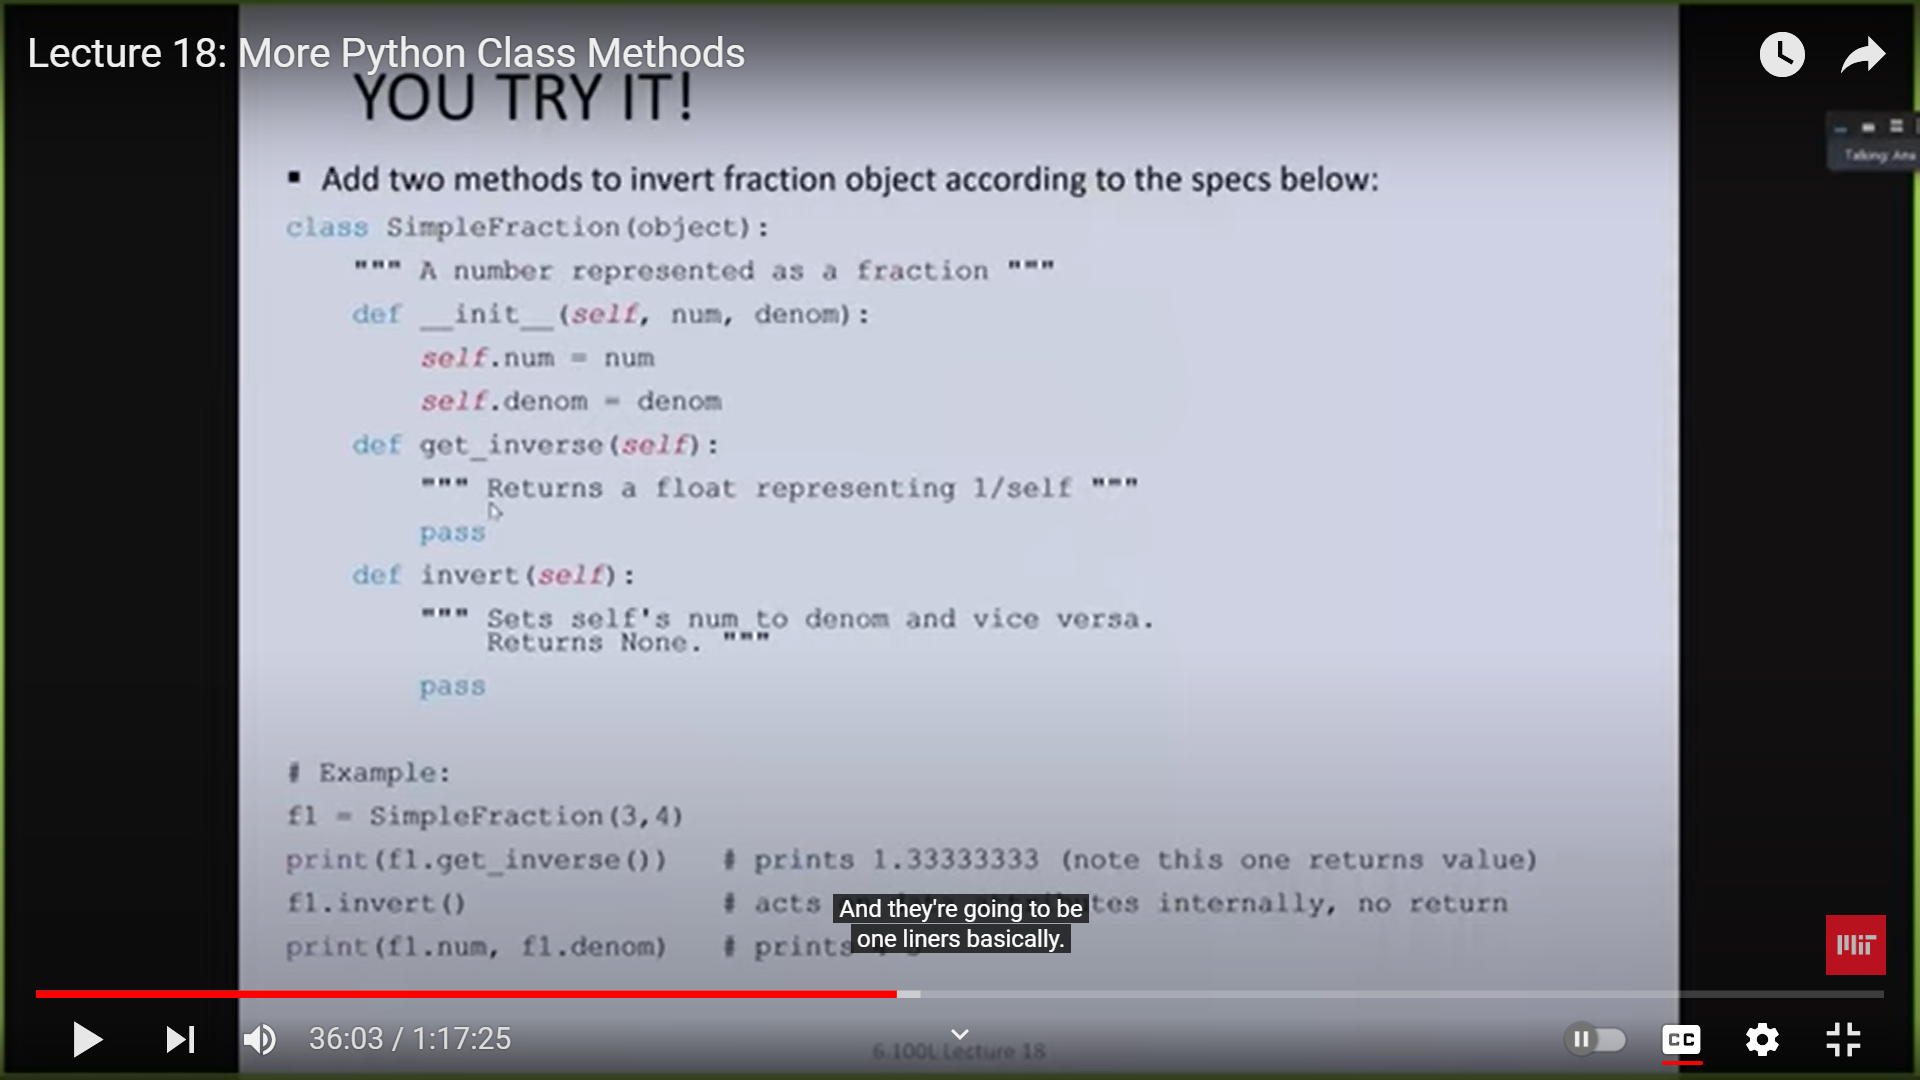 Lecture 18: More Python Class Methods
YOU TRY IT!
Talking: Ana
▪ Add two methods to invert fraction object according to the specs below:
class SimpleFraction(object):
""" A number represented as a fraction """
def __init__(self, num, denom):
self.num = num
self.denom = denom
def get_inverse(self):
""" Returns a float representing 1/self """
pass
def invert(self):
""" Sets self's num to denom and vice versa.
Returns None. """
pass
# Example:
f1 = SimpleFraction(3,4)
print(f1.get_inverse()) # prints 1.33333333 (note this one returns value)
f1.invert() # acts internally, no return
print(f1.num, f1.denom) # prints
And they're going to be
one liners basically.
MIT
36:03 / 1:17:25
CC
6.100L Lecture 18